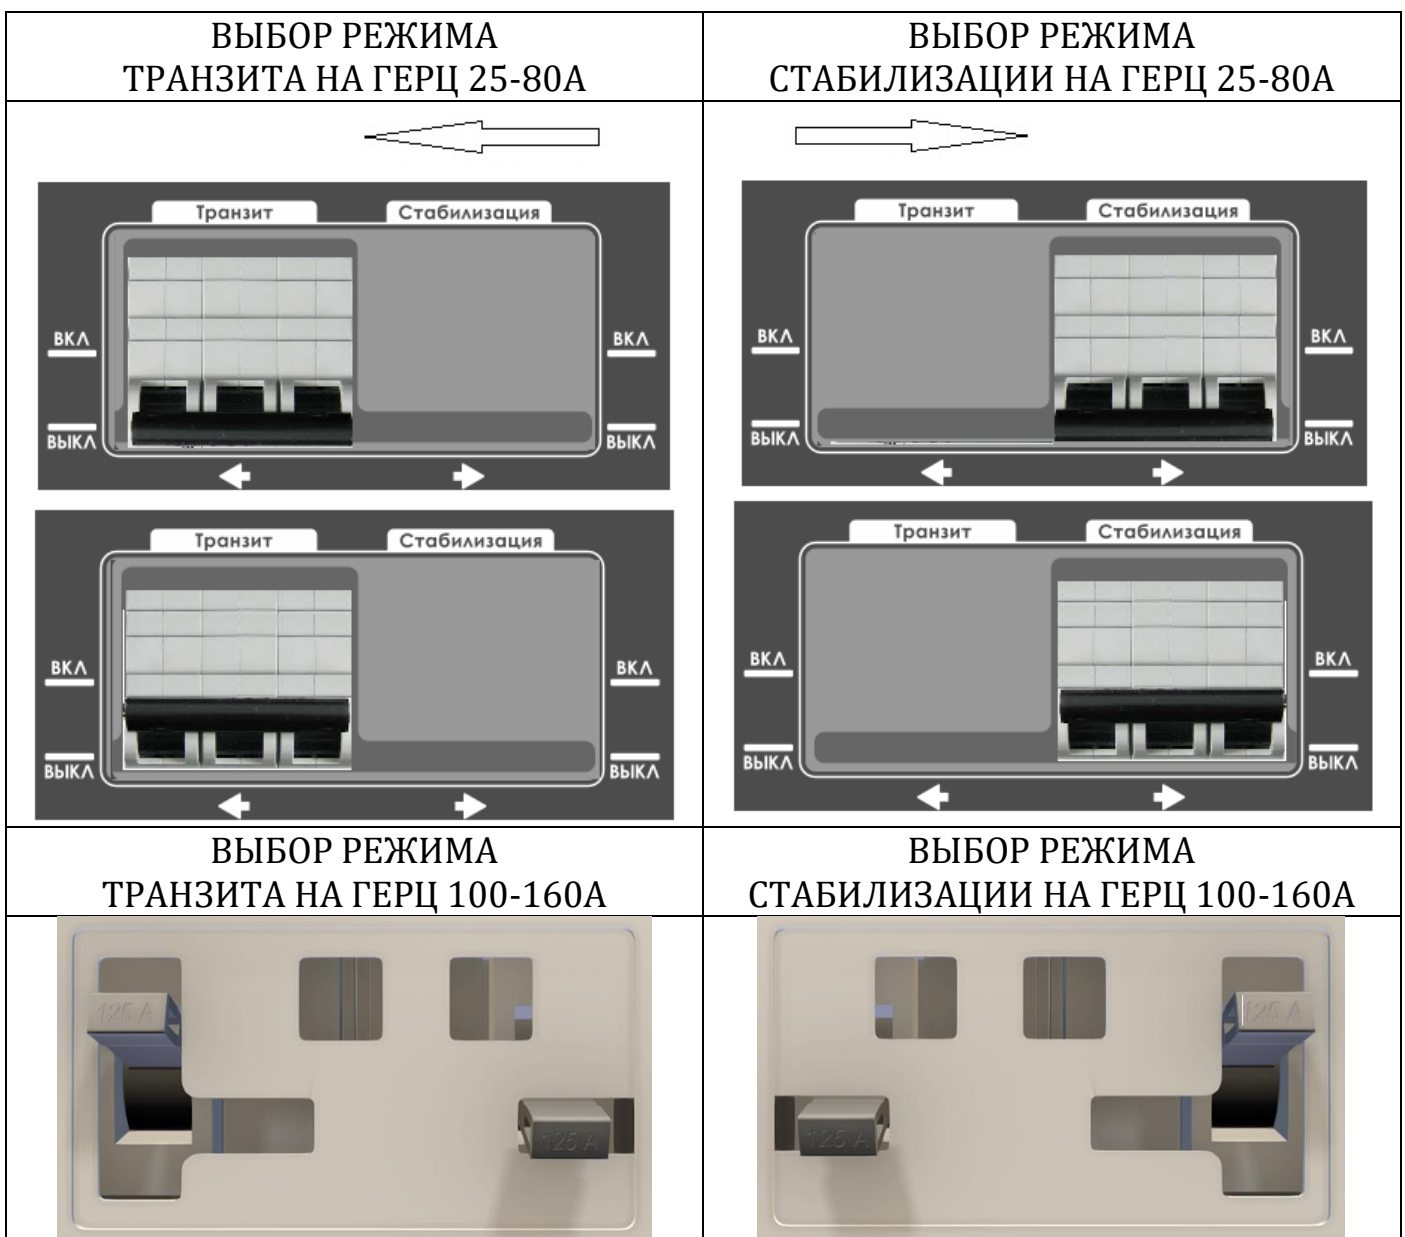 ВЫБОР РЕЖИМА
ТРАНЗИТА НА ГЕРЦ 25-80А
ВЫБОР РЕЖИМА
СТАБИЛИЗАЦИИ НА ГЕРЦ 25-80А
Транзит Стабилизация
ВКЛ ВКЛ
ВЫКЛ ВЫКЛ
Транзит Стабилизация
ВКЛ ВКЛ
ВЫКЛ ВЫКЛ
Транзит Стабилизация
ВКЛ ВКЛ
ВЫКЛ ВЫКЛ
Транзит Стабилизация
ВКЛ ВКЛ
ВЫКЛ ВЫКЛ
ВЫБОР РЕЖИМА
ТРАНЗИТА НА ГЕРЦ 100-160А
ВЫБОР РЕЖИМА
СТАБИЛИЗАЦИИ НА ГЕРЦ 100-160А
125 A
125 A
125 A
125 A